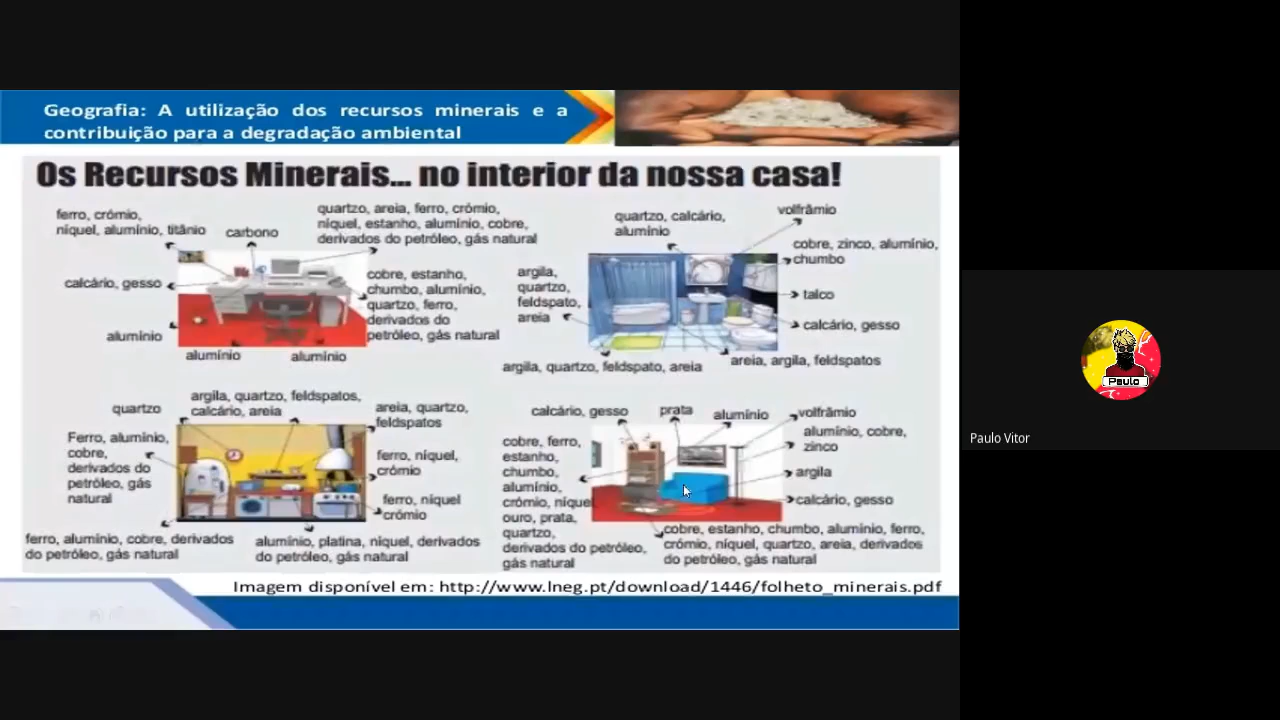 Geografia: A utilização dos recursos minerais e a
contribuição para a degradação ambiental
Os Recursos Minerais... no interior da nossa casa!
ferro, crómio,
níquel, alumínio, titânio
carbono
quartzo, areia, ferro, crómio,
níquel, estanho, alumínio, cobre,
derivados do petróleo, gás natural
calcário, gesso
cobre, estanho,
chumbo, alumínio,
quartzo, ferro,
derivados do
petróleo, gás natural
alumínio
alumínio
alumínio
quartzo, calcário,
alumínio
volfrâmio
cobre, zinco, alumínio,
chumbo
argila,
quartzo,
feldspato,
areia
talco
calcário, gesso
argila, quartzo, feldspato, areia
areia, argila, feldspatos
quartzo
argila, quartzo, feldspatos,
calcário, areia
areia, quartzo,
feldspatos
Ferro, alumínio,
cobre,
derivados do
petróleo, gás
natural
ferro, níquel,
crómio
ferro, níquel
crómio
ferro, alumínio, cobre, derivados
do petróleo, gás natural
alumínio, platina, níquel, derivados
do petróleo, gás natural
calcário, gesso
prata
alumínio
volfrâmio
alumínio, cobre,
zinco
cobre, ferro,
estanho,
chumbo,
alumínio,
crómio, níquel
ouro, prata,
quartzo,
derivados do petróleo,
gás natural
argila
calcário, gesso
cobre, estanho, chumbo, alumínio, ferro,
crómio, níquel, quartzo, areia, derivados
do petróleo, gás natural
Imagem disponível em: http://www.lneg.pt/download/1446/folheto_minerais.pdf
Paulo
Paulo Vitor